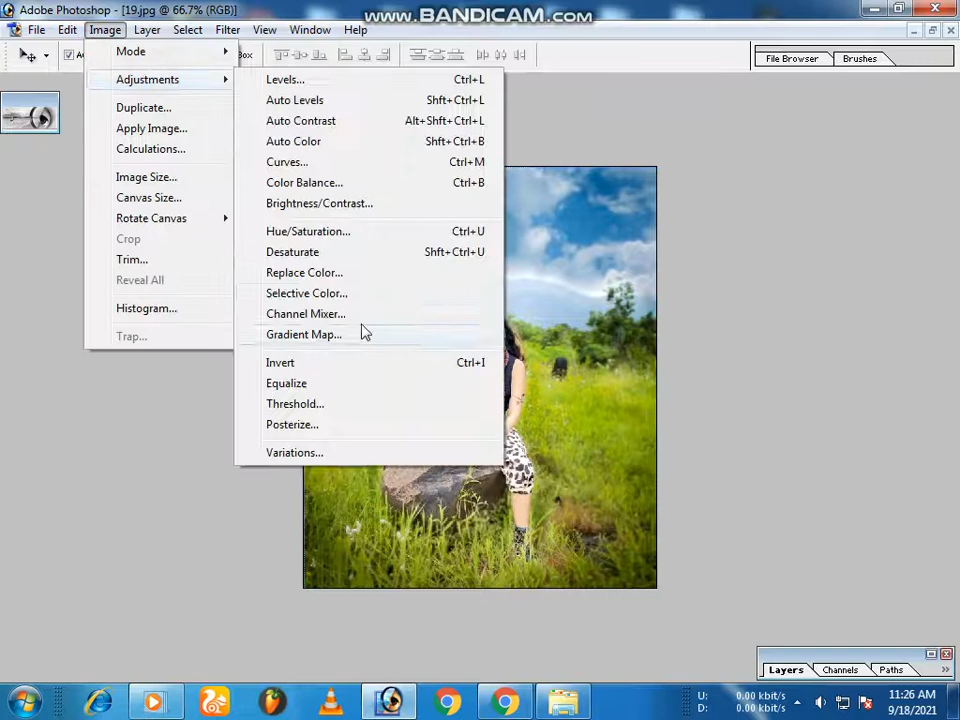 Adobe Photoshop - [19.jpg @ 66.7% (RGB)]
www.BANDICAM.com
File Edit Image Layer Select Filter View Window Help
Mode
Adjustments
Duplicate...
Apply Image...
Calculations...
Image Size...
Canvas Size...
Rotate Canvas
Crop
Trim...
Reveal All
Histogram...
Trap...
Levels... Ctrl+L
Auto Levels Shft+Ctrl+L
Auto Contrast Alt+Shft+Ctrl+L
Auto Color Shft+Ctrl+B
Curves... Ctrl+M
Color Balance... Ctrl+B
Brightness/Contrast...
Hue/Saturation... Ctrl+U
Desaturate Shft+Ctrl+U
Replace Color...
Selective Color...
Channel Mixer...
Gradient Map...
Invert Ctrl+I
Equalize
Threshold...
Posterize...
Variations...
File Browser Brushes
Layers Channels Paths
U: 0.00 kbit/s
D: 0.00 kbit/s
11:26 AM
9/18/2021